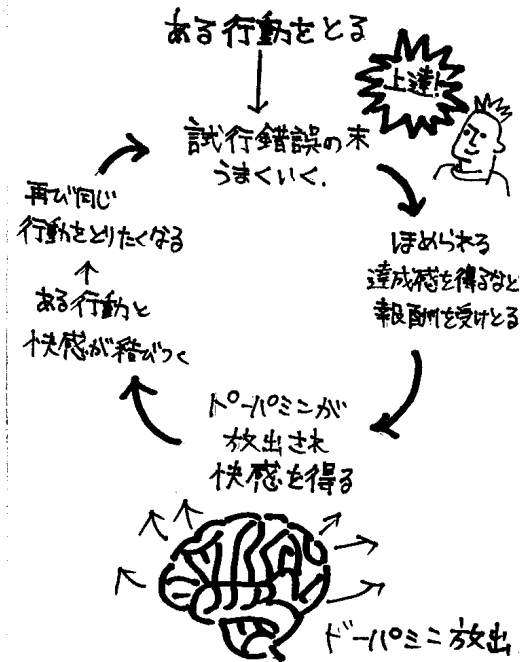 ある行動をとる
上達!
試行錯誤の末
うまくいく.
ほめられる
達成感を得るなど
報酬を受けとる
ドーパミンが
放出され
快感を得る
ドーパミン放出
ある行動と
快感が結びつく
再び同じ
行動をとりたくなる